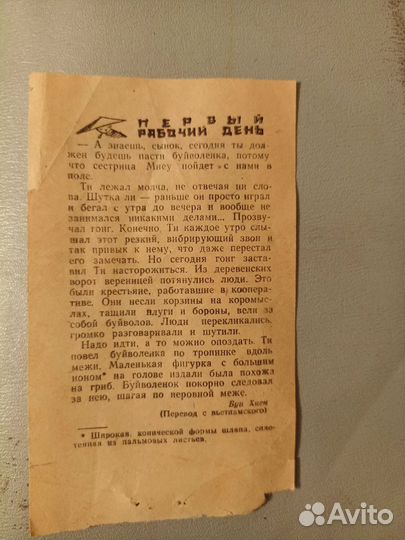 ПЕРВЫЙ
РАБОЧИЙ ДЕНЬ
— А знаешь, сынок, сегодня ты дол-
жен будешь пасти буйволенка, потому
что сестрица Миеу пойдет с нами в
поле.
Ти лежал молча, не отвечая ни сло-
ва. Шутка ли — раньше он просто играл
и бегал с утра до вечера и вообще не
занимался никакими делами... Прозву-
чал гонг. Конечно, Ти каждое утро слы-
шал этот резкий, вибрирующий звон и
так привык к нему, что даже перестал
его замечать. Но сегодня гонг заста-
вил Ти насторожиться. Из деревенских
ворот вереницей потянулись люди. Это
были крестьяне, работавшие в коопера-
тиве. Они несли корзины на коромыс-
лах, тащили плуги и бороны, вели за
собой буйволов. Люди перекликались,
громко разговаривали и шутили.
Надо идти, а то можно опоздать. Ти
повел буйволенка по тропинке вдоль
межи. Маленькая фигурка с большим
ноном* на голове издали была похожа
на гриб. Буйволенок покорно следовал
за нею, шагая по неровной меже.
Буи Хиен
(Перевод с вьетнамского)
* Широкая, конической формы шляпа, спле-
тенная из пальмовых листьев.
Avito